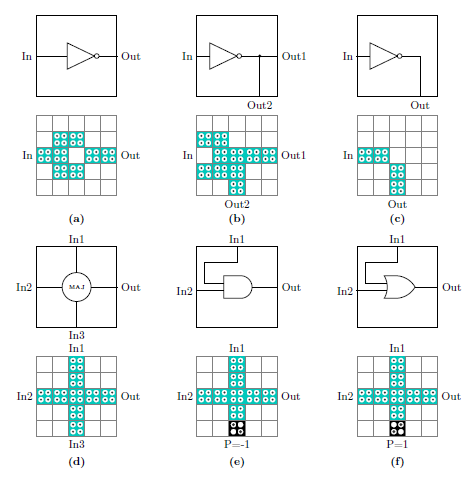 In Out In Out1 In
Out2 Out
In Out In Out1 In
Out2 Out
(a) (b) (c)
In1 In1 In1
In2 MAJ Out In2 Out In2 Out
In3
In1 In1 In1
In2 Out In2 Out In2 Out
In3 P=-1 P=1
(d) (e) (f)